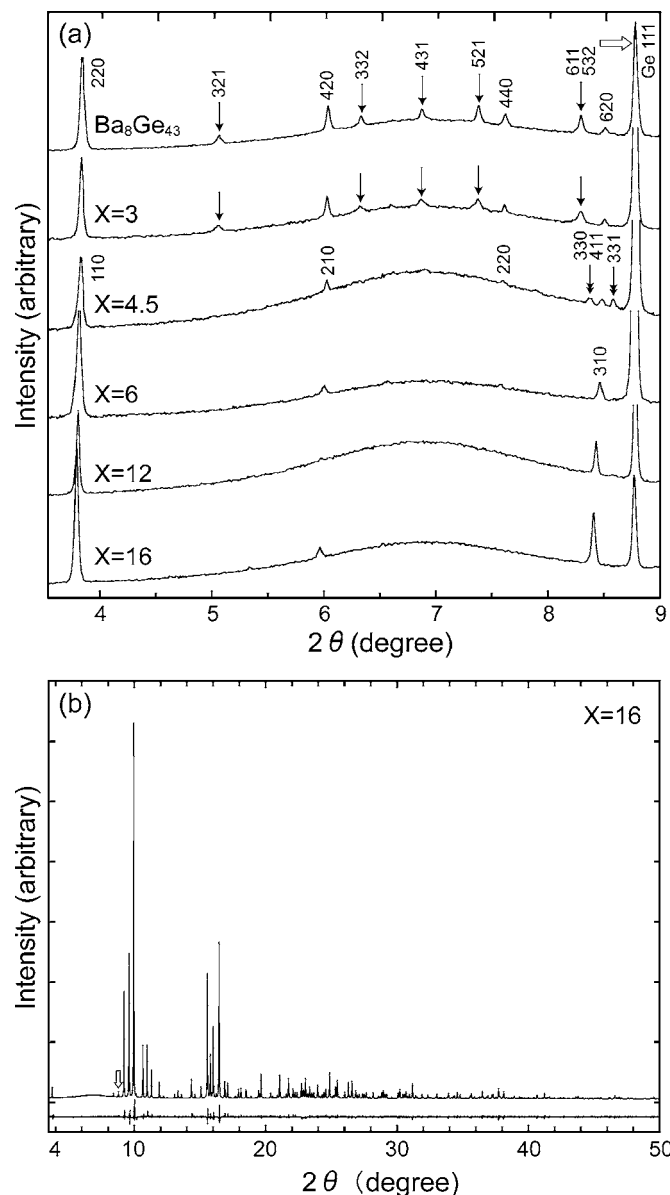 (a)
220
321
420
332
431
521
440
611
532
620
Ge 111
Ba8Ge43
X=3
110
210
220
330
411
331
X=4.5
310
X=6
X=12
X=16
Intensity (arbitrary)
4 5 6 7 8 9
2θ (degree)
(b)
X=16
Intensity (arbitrary)
4 10 20 30 40 50
2θ (degree)